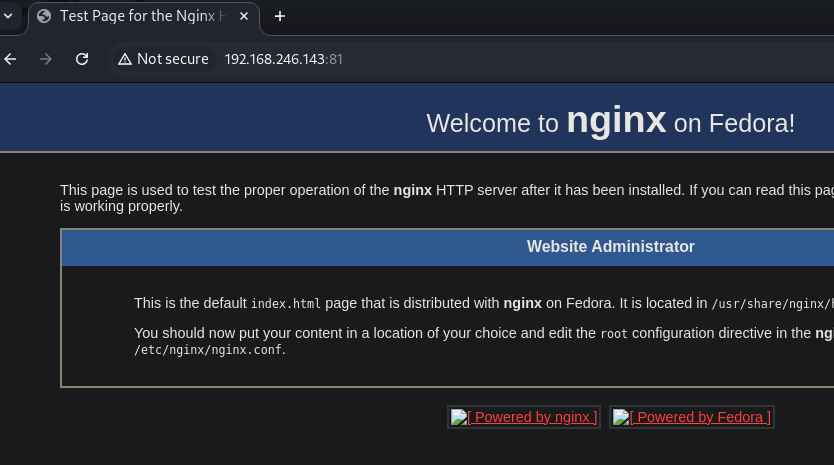 Test Page for the Nginx
Not secure 192.168.246.143:81
Welcome to nginx on Fedora!
This page is used to test the proper operation of the nginx HTTP server after it has been installed. If you can read this
is working properly.
Website Administrator
This is the default index.html page that is distributed with nginx on Fedora. It is located in /usr/share/nginx/
You should now put your content in a location of your choice and edit the root configuration directive in the
/etc/nginx/nginx.conf.
[ Powered by nginx ] [ Powered by Fedora ]